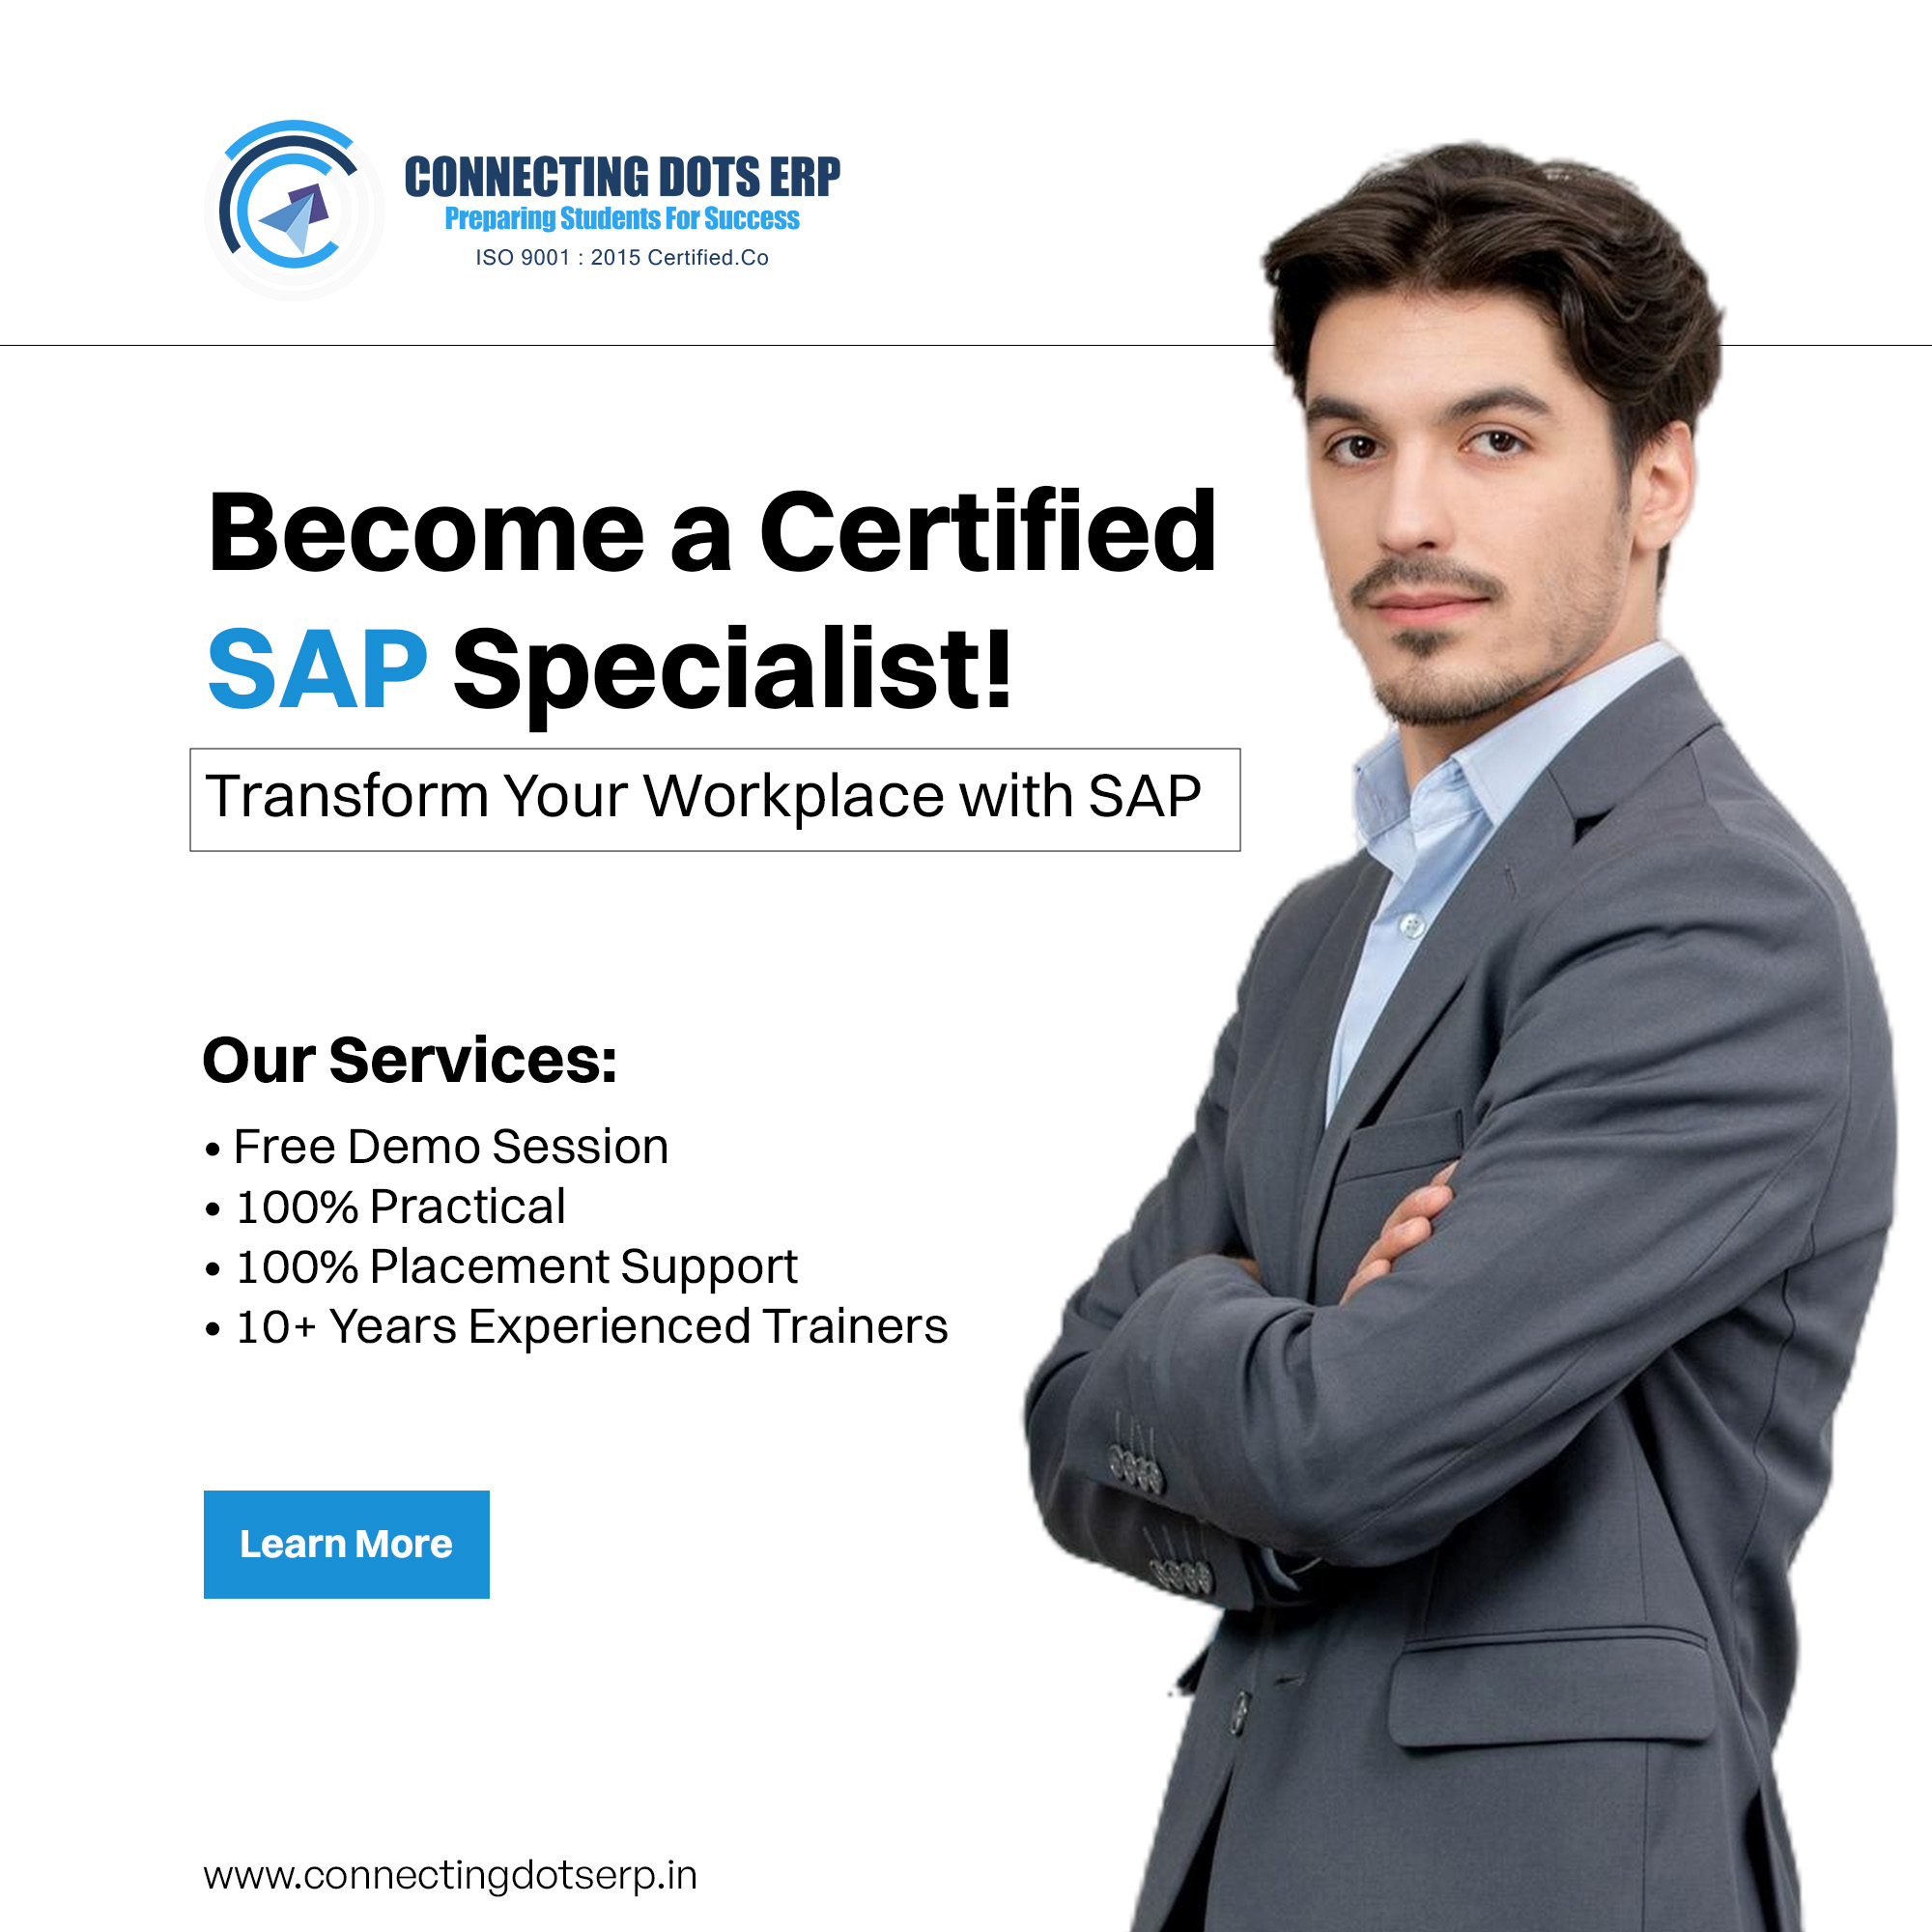 CONNECTING DOTS ERP
Preparing Students For Success
ISO 9001 : 2015 Certified.Co
Become a Certified
SAP Specialist!
Transform Your Workplace with SAP
Our Services:
• Free Demo Session
• 100% Practical
• 100% Placement Support
• 10+ Years Experienced Trainers
Learn More
www.connectingdotserp.in